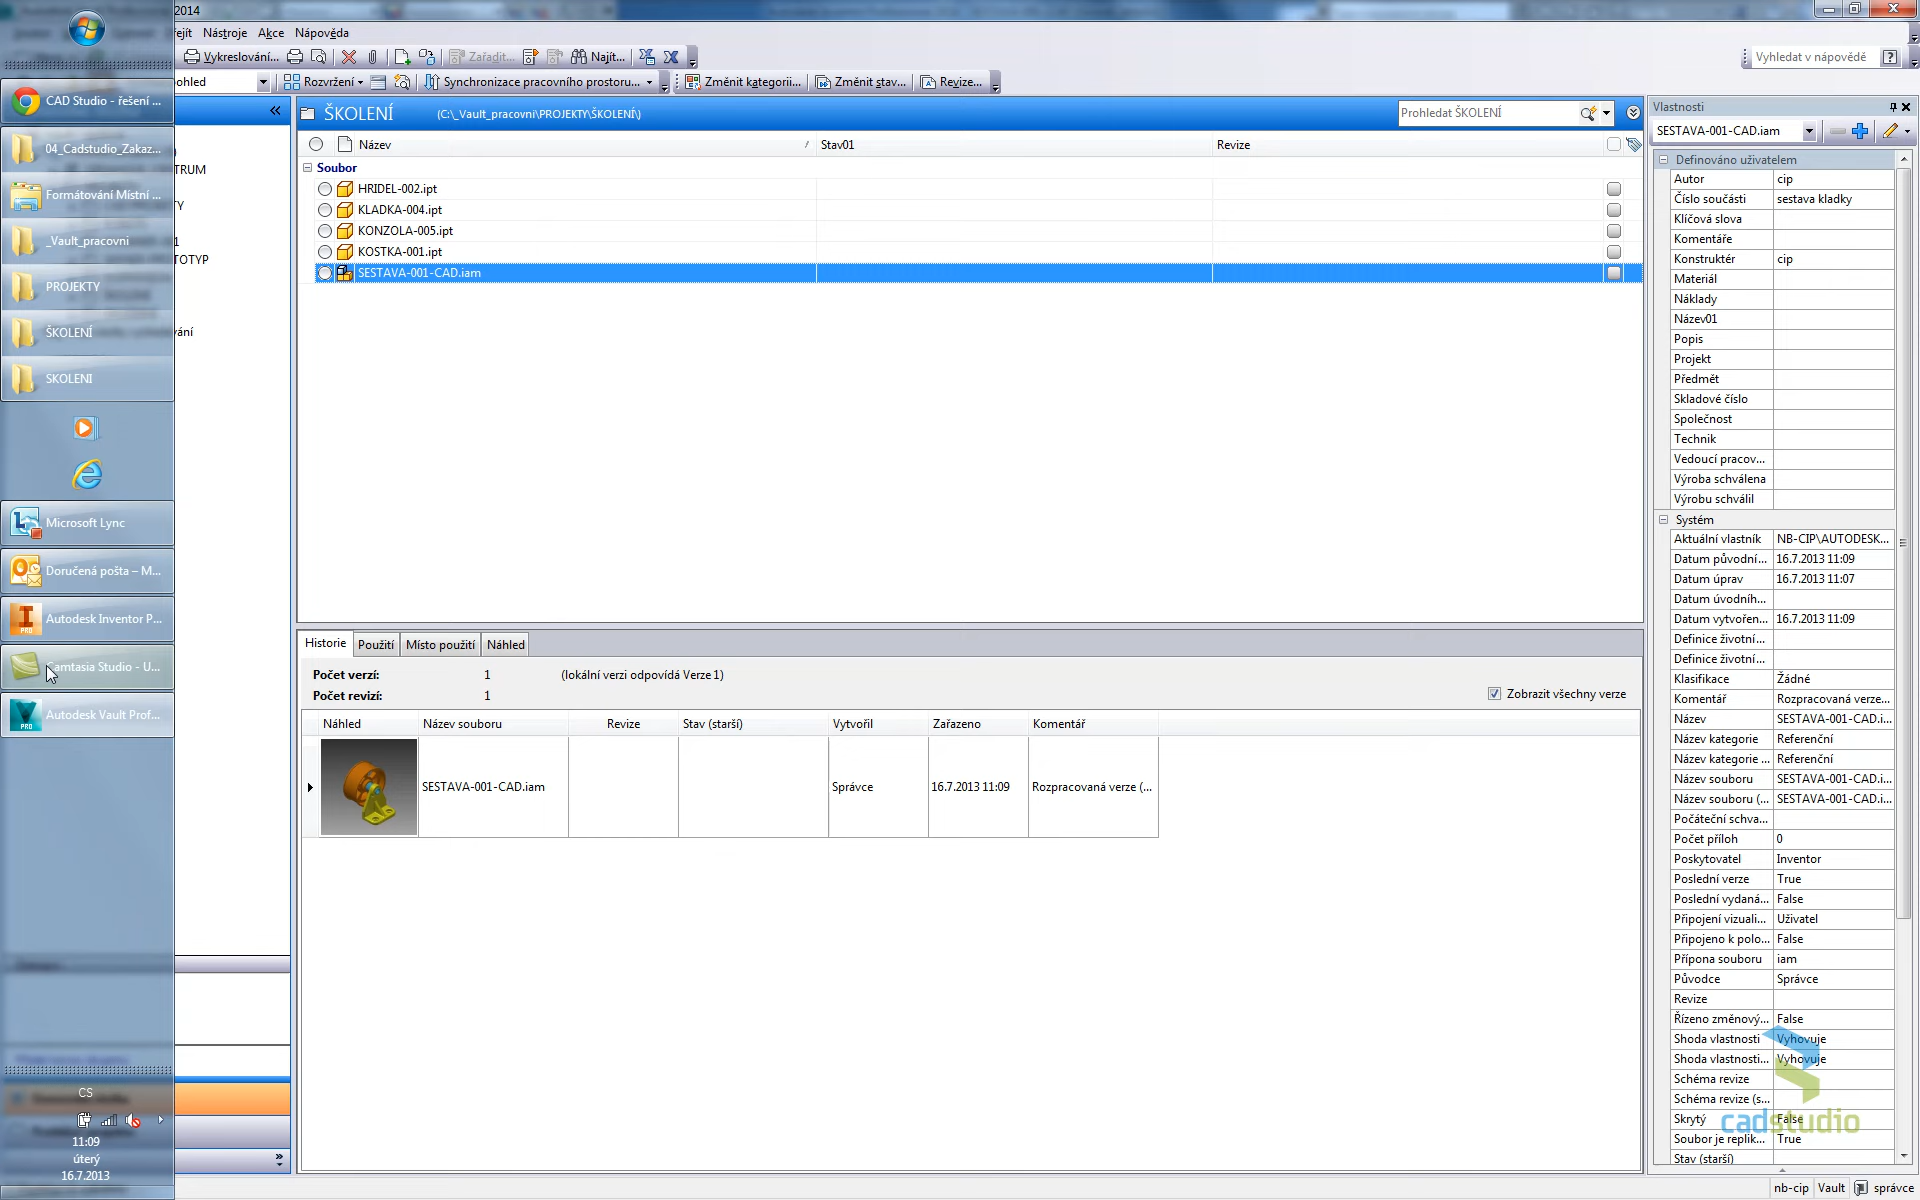 2014
ejít Nástroje Akce Nápověda
Vykreslování... Zařadit... Najít... Vyhledat v nápovědě
ohled Rozvržení Synchronizace pracovního prostoru... Změnit kategorii... Změnit stav... Revize...
CAD Studio - řešení ...
04_Cadstudio_Zakaz...
Formátování Místní ...
_Vault_pracovni
PROJEKTY
ŠKOLENÍ
SKOLENI
Microsoft Lync
Doručená pošta – M...
Autodesk Inventor P...
Camtasia Studio - U...
Autodesk Vault Prof...
CS
11:09
úterý
16.7.2013
TRUM
TY
1
OTYP
vání
ŠKOLENÍ (C:\_Vault_pracovni\PROJEKTY\ŠKOLENÍ\) Prohledat ŠKOLENÍ
Název Stav01 Revize
Soubor
HRIDEL-002.ipt
KLADKA-004.ipt
KONZOLA-005.ipt
KOSTKA-001.ipt
SESTAVA-001-CAD.iam
Historie Použití Místo použití Náhled
Počet verzí: 1 (lokální verzi odpovídá Verze 1)
Počet revizí: 1 Zobrazit všechny verze
Náhled Název souboru Revize Stav (starší) Vytvořil Zařazeno Komentář
SESTAVA-001-CAD.iam Správce 16.7.2013 11:09 Rozpracovaná verze (...
Vlastnosti
SESTAVA-001-CAD.iam
Definováno uživatelem
Autor cip
Číslo součásti sestava kladky
Klíčová slova
Komentáře
Konstruktér cip
Materiál
Náklady
Název01
Popis
Projekt
Předmět
Skladové číslo
Společnost
Technik
Vedoucí pracov...
Výroba schválena
Výrobu schválil
Systém
Aktuální vlastník NB-CIP\AUTODESK...
Datum původní... 16.7.2013 11:09
Datum úprav 16.7.2013 11:07
Datum úvodníh...
Datum vytvořen... 16.7.2013 11:09
Definice životní...
Definice životní...
Klasifikace Žádné
Komentář Rozpracovaná verze...
Název SESTAVA-001-CAD.i...
Název kategorie Referenční
Název kategorie ... Referenční
Název souboru SESTAVA-001-CAD.i...
Název souboru (... SESTAVA-001-CAD.i...
Počáteční schva...
Počet příloh 0
Poskytovatel Inventor
Poslední verze True
Poslední vydaná... False
Připojení vizuali... Uživatel
Připojeno k polo... False
Přípona souboru iam
Původce Správce
Revize
Řízeno změnový... False
Shoda vlastnosti Vyhovuje
Shoda vlastnosti... Vyhovuje
Schéma revize
Schéma revize (s...
Skrytý False
Soubor je replik... True
Stav (starší)
cadstudio
nb-cip Vault správce